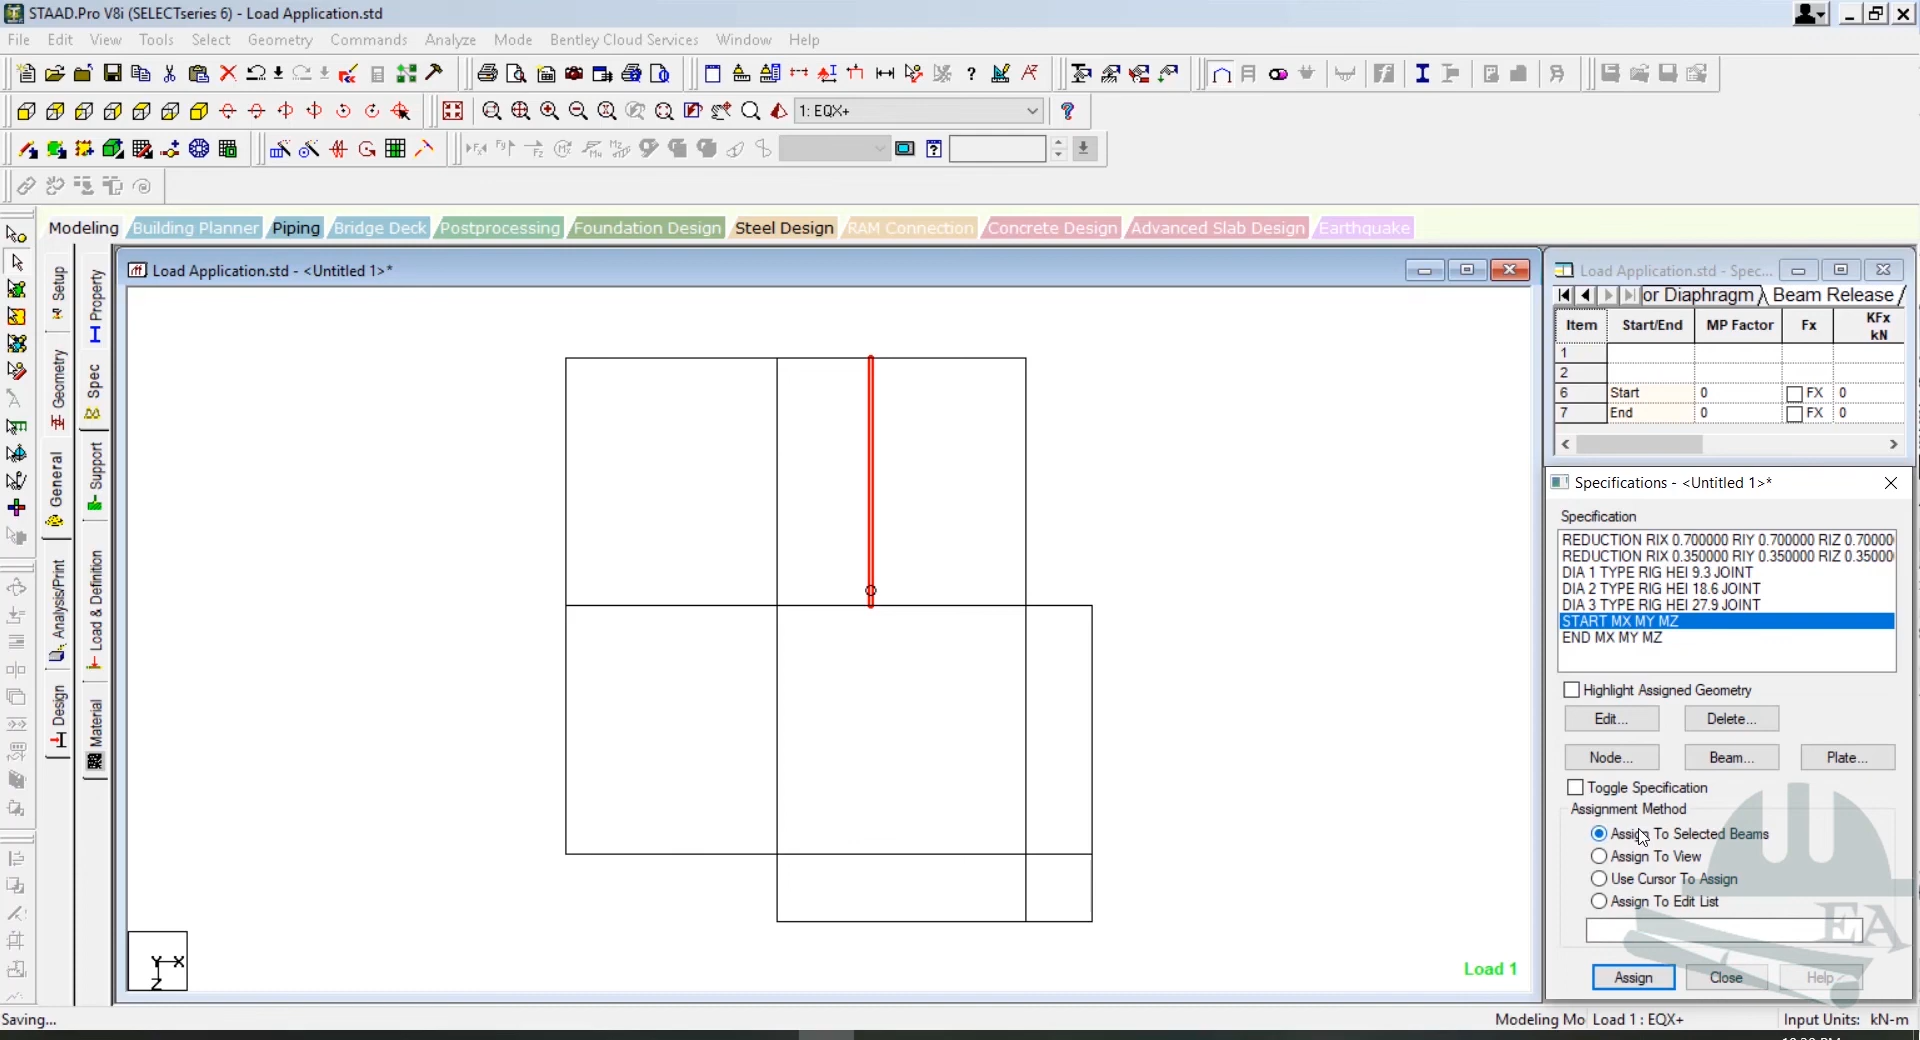 STAAD.Pro V8i (SELECTseries 6) - Load Application.std
File Edit View Tools Select Geometry Commands Analyze Mode Bentley Cloud Services Window Help
1: EQX+
Modeling Building Planner Piping Bridge Deck Postprocessing Foundation Design Steel Design RAM Connection Concrete Design Advanced Slab Design Earthquake
Setup
Geometry
General
Analysis/Print
Design
Property
Spec
Support
Load & Definition
Material
Load Application.std - <Untitled 1>*
Load 1
Load Application.std - Spec...
or Diaphragm Beam Release
Item Start/End MP Factor Fx KFx kN
1
2
6 Start 0 FX 0
7 End 0 FX 0
Specifications - <Untitled 1>*
Specification
REDUCTION RIX 0.700000 RIY 0.700000 RIZ 0.70000
REDUCTION RIX 0.350000 RIY 0.350000 RIZ 0.35000
DIA 1 TYPE RIG HEI 9.3 JOINT
DIA 2 TYPE RIG HEI 18.6 JOINT
DIA 3 TYPE RIG HEI 27.9 JOINT
START MX MY MZ
END MX MY MZ
Highlight Assigned Geometry
Edit... Delete...
Node... Beam... Plate...
Toggle Specification
Assignment Method
Assign To Selected Beams
Assign To View
Use Cursor To Assign
Assign To Edit List
EA
Assign Close Help
X
Y
Z
Saving... Modeling Mo Load 1 : EQX+ Input Units: kN-m